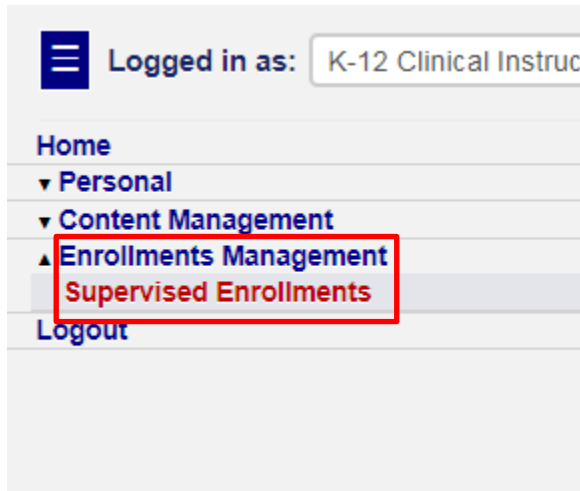 Logged in as: K-12 Clinical Instruc
Home
Personal
Content Management
Enrollments Management
Supervised Enrollments
Logout